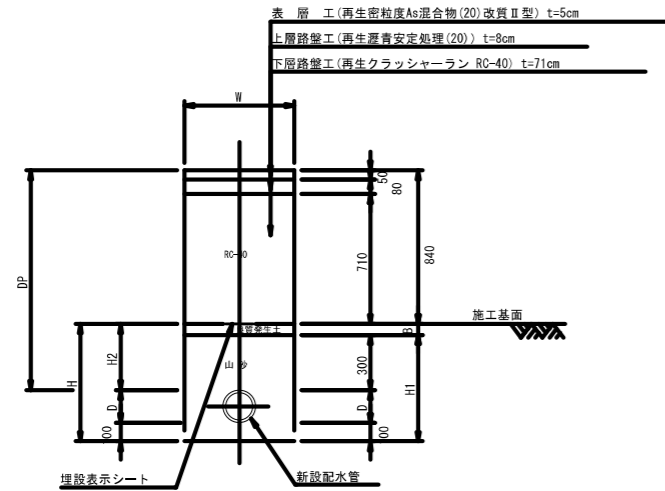 表　層　工(再生密粒度As混合物(20)改質Ⅱ型) t=5cm
上層路盤工(再生瀝青安定処理(20)) t=8cm
下層路盤工(再生クラッシャーラン RC-40) t=71cm
W
50
80
DP
RC-40
710
840
施工基面
良質発生土
B
H
H2
山 砂
300
H1
D
D
100
100
埋設表示シート
新設配水管